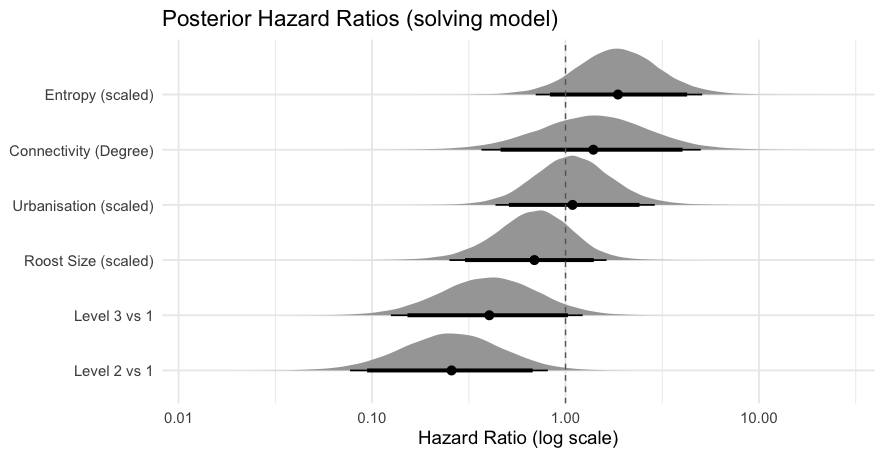 Posterior Hazard Ratios (solving model)
Entropy (scaled)
Connectivity (Degree)
Urbanisation (scaled)
Roost Size (scaled)
Level 3 vs 1
Level 2 vs 1
0.01 0.10 1.00 10.00
Hazard Ratio (log scale)